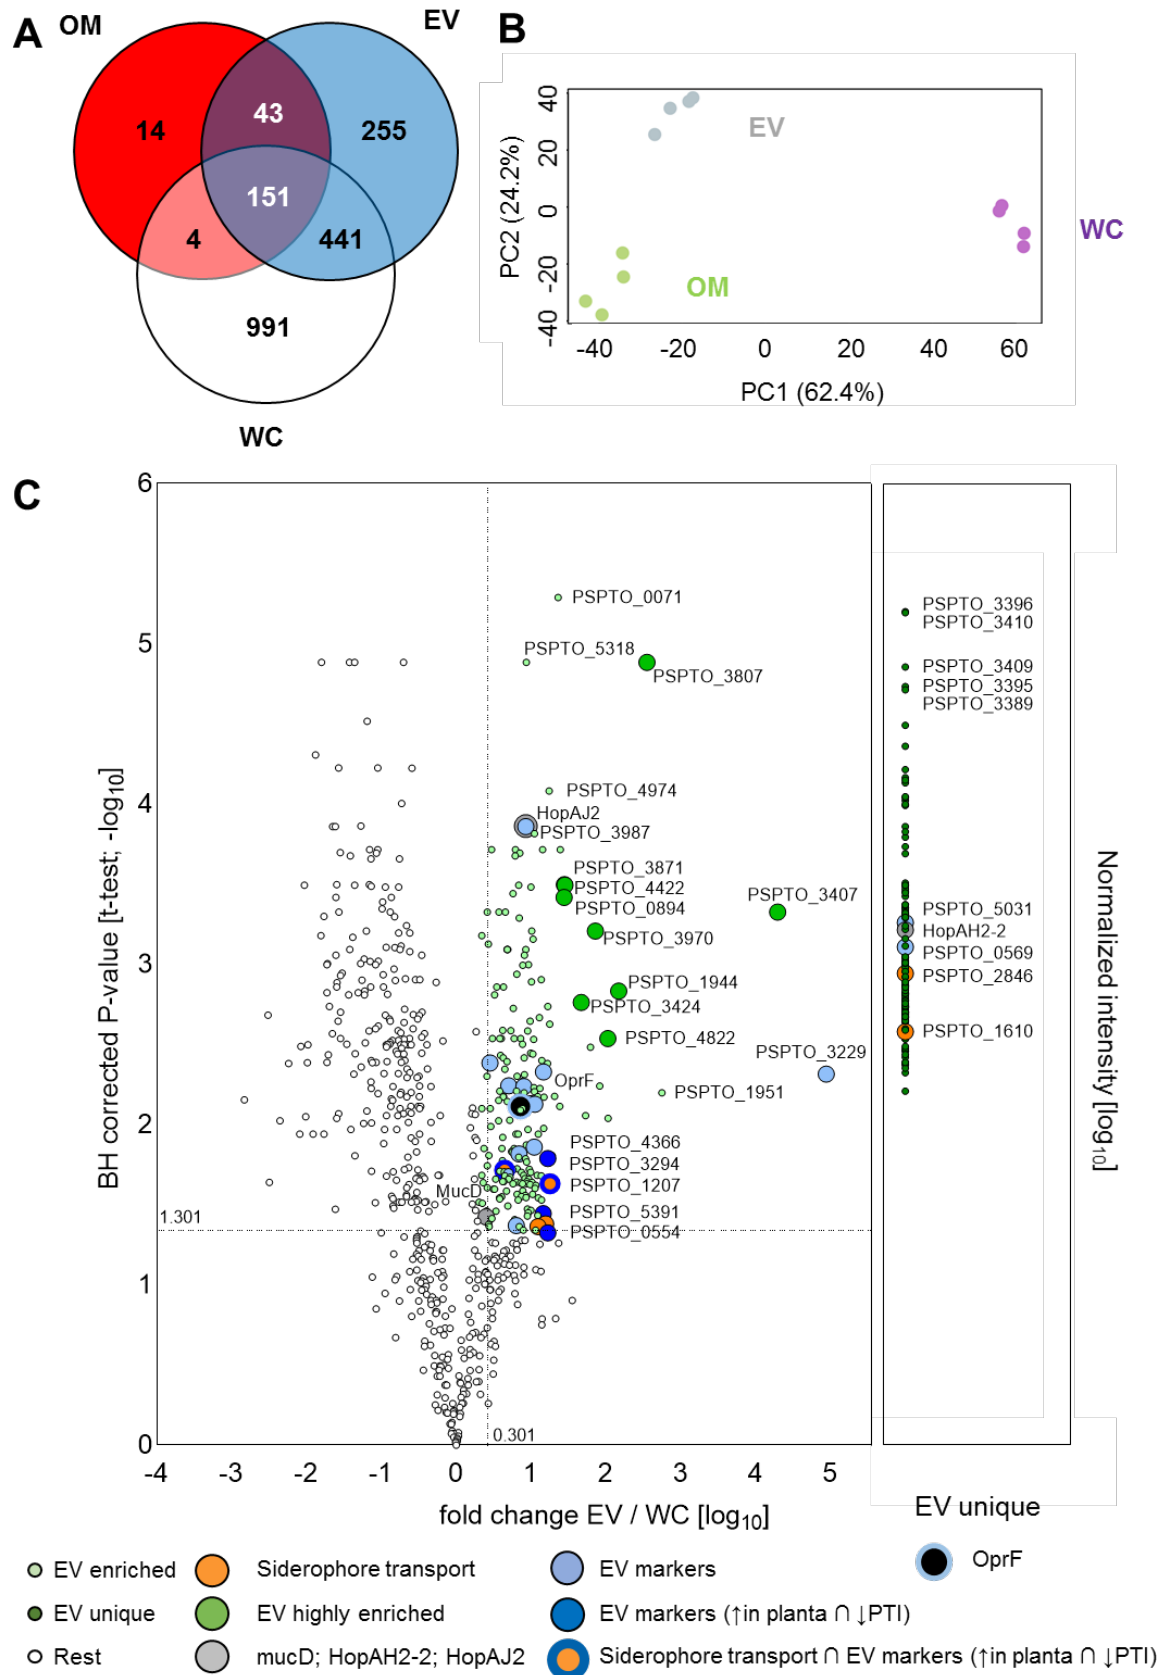 A
OM
EV
14
43
255
151
4
441
991
WC
B
PC2 (24.2%)
40
20
0
-20
-40
EV
WC
OM
-40
-20
0
20
40
60
PC1 (62.4%)
C
BH corrected P-value [t-test; -log10]
6
5
4
3
2
1
0
1.301
0.301
PSPTO_0071
PSPTO_5318
PSPTO_3807
PSPTO_4974
HopAJ2
PSPTO_3987
PSPTO_3871
PSPTO_4422
PSPTO_0894
PSPTO_3407
PSPTO_3970
PSPTO_1944
PSPTO_3424
PSPTO_4822
PSPTO_3229
OprF
PSPTO_1951
PSPTO_4366
PSPTO_3294
MucD
PSPTO_1207
PSPTO_5391
PSPTO_0554
-4
-3
-2
-1
0
1
2
3
4
5
fold change EV / WC [log10]
PSPTO_3396
PSPTO_3410
PSPTO_3409
PSPTO_3395
PSPTO_3389
PSPTO_5031
HopAH2-2
PSPTO_0569
PSPTO_2846
PSPTO_1610
Normalized intensity [log10]
EV unique
EV enriched
Siderophore transport
EV markers
OprF
EV unique
EV highly enriched
EV markers (↑in planta ∩ ↓PTI)
Rest
mucD; HopAH2-2; HopAJ2
Siderophore transport ∩ EV markers (↑in planta ∩ ↓PTI)